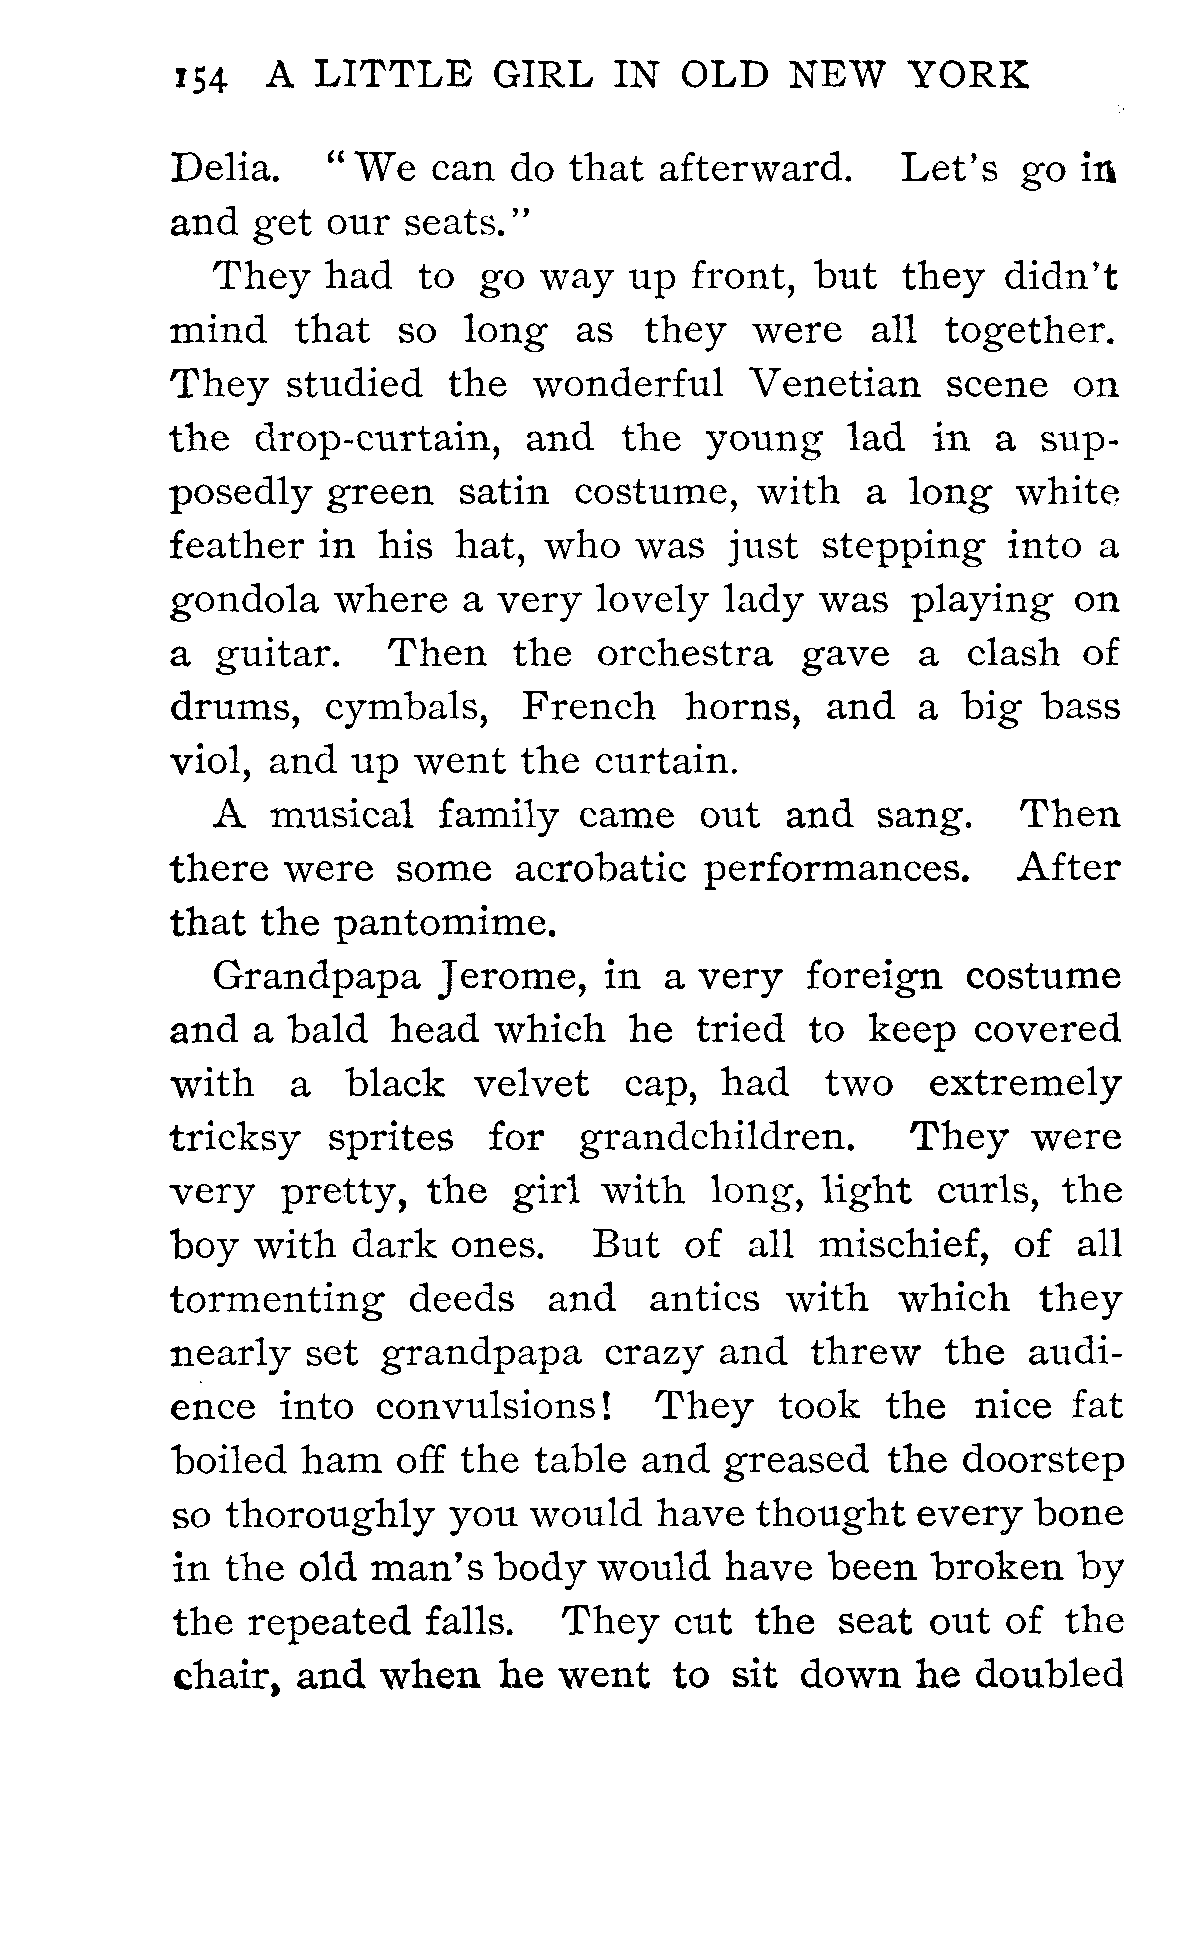 154 A LITTLE GIRL IN OLD NEW YORK
Delia. “ We can do that afterward. Let’s go in
and get our seats.”
They had to go way up front, but they didn’t
mind that so long as they were all together.
They studied the wonderful Venetian scene on
the drop-curtain, and the young lad in a sup-
posedly green satin costume, with a long white
feather in his hat, who was just stepping into a
gondola where a very lovely lady was playing on
a guitar. Then the orchestra gave a clash of
drums, cymbals, French horns, and a big bass
viol, and up went the curtain.
A musical family came out and sang. Then
there were some acrobatic performances. After
that the pantomime.
Grandpapa Jerome, in a very foreign costume
and a bald head which he tried to keep covered
with a black velvet cap, had two extremely
tricksy sprites for grandchildren. They were
very pretty, the girl with long, light curls, the
boy with dark ones. But of all mischief, of all
tormenting deeds and antics with which they
nearly set grandpapa crazy and threw the audi-
ence into convulsions! They took the nice fat
boiled ham off the table and greased the doorstep
so thoroughly you would have thought every bone
in the old man’s body would have been broken by
the repeated falls. They cut the seat out of the
chair, and when he went to sit down he doubled